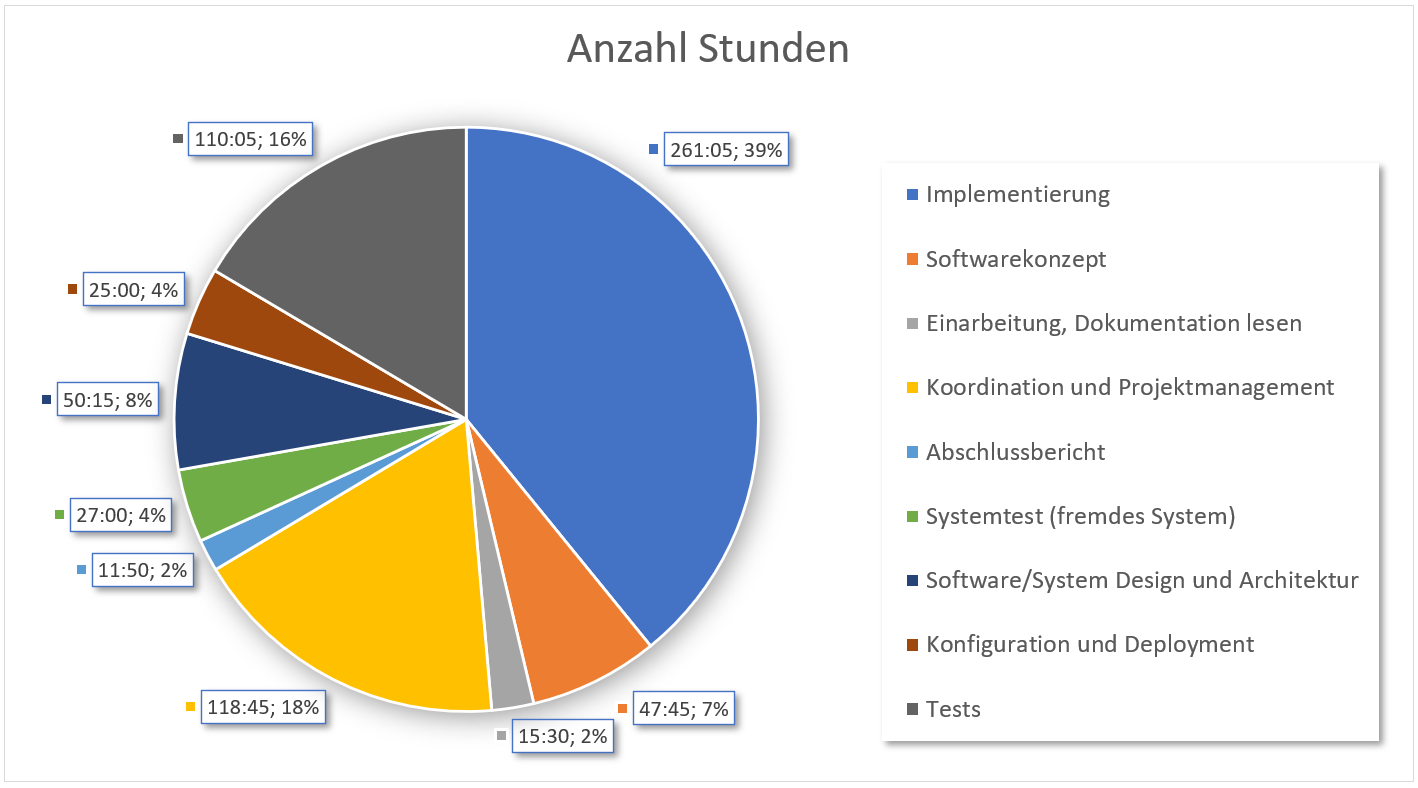 Anzahl Stunden
110:05; 16%
261:05; 39%
25:00; 4%
50:15; 8%
27:00; 4%
11:50; 2%
118:45; 18%
47:45; 7%
15:30; 2%
Implementierung
Softwarekonzept
Einarbeitung, Dokumentation lesen
Koordination und Projektmanagement
Abschlussbericht
Systemtest (fremdes System)
Software/System Design und Architektur
Konfiguration und Deployment
Tests